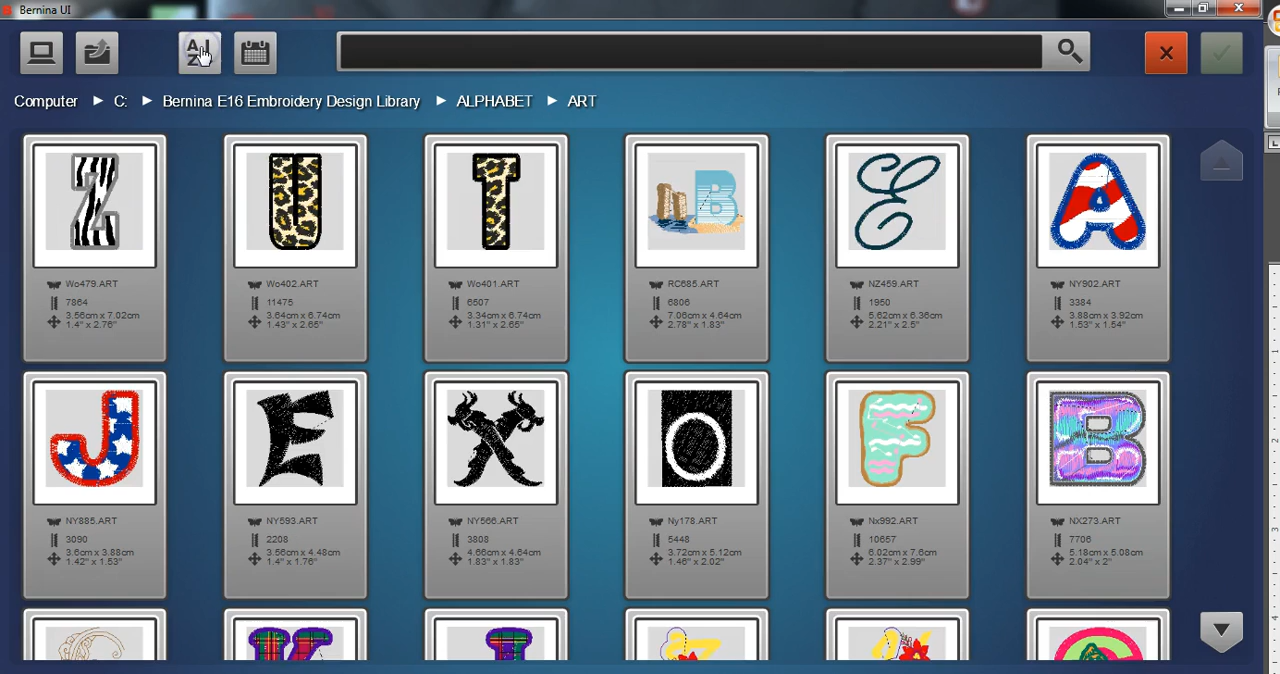 Bernina UI
A
Z
Computer ▶ C: ▶ Bernina E16 Embroidery Design Library ▶ ALPHABET ▶ ART
Z
U
T
B
E
A
Wo479.ART
7864
3.56cm x 7.02cm
1.4" x 2.76"
Wo402.ART
11475
3.64cm x 6.74cm
1.43" x 2.65"
Wo401.ART
6507
3.34cm x 6.74cm
1.31" x 2.65"
RC685.ART
6806
7.06cm x 4.64cm
2.78" x 1.83"
NZ459.ART
1950
5.62cm x 6.36cm
2.21" x 2.5"
NY902.ART
3384
3.88cm x 3.92cm
1.53" x 1.54"
J
E
X
O
F
B
NY885.ART
3090
3.6cm x 3.88cm
1.42" x 1.53"
NY593.ART
2208
3.56cm x 4.48cm
1.4" x 1.76"
NY566.ART
3808
4.66cm x 4.64cm
1.83" x 1.83"
Ny178.ART
5448
3.72cm x 5.12cm
1.46" x 2.02"
Nx992.ART
10657
6.02cm x 7.6cm
2.37" x 2.99"
NX273.ART
7706
5.18cm x 5.08cm
2.04" x 2"